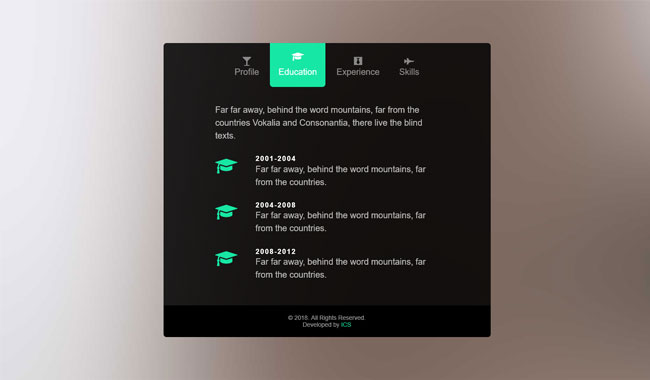 Profile
Education
Experience
Skills
Far far away, behind the word mountains, far from the
countries Vokalia and Consonantia, there live the blind
texts.
2001-2004
Far far away, behind the word mountains, far
from the countries.
2004-2008
Far far away, behind the word mountains, far
from the countries.
2008-2012
Far far away, behind the word mountains, far
from the countries.
© 2018. All Rights Reserved.
Developed by ICS